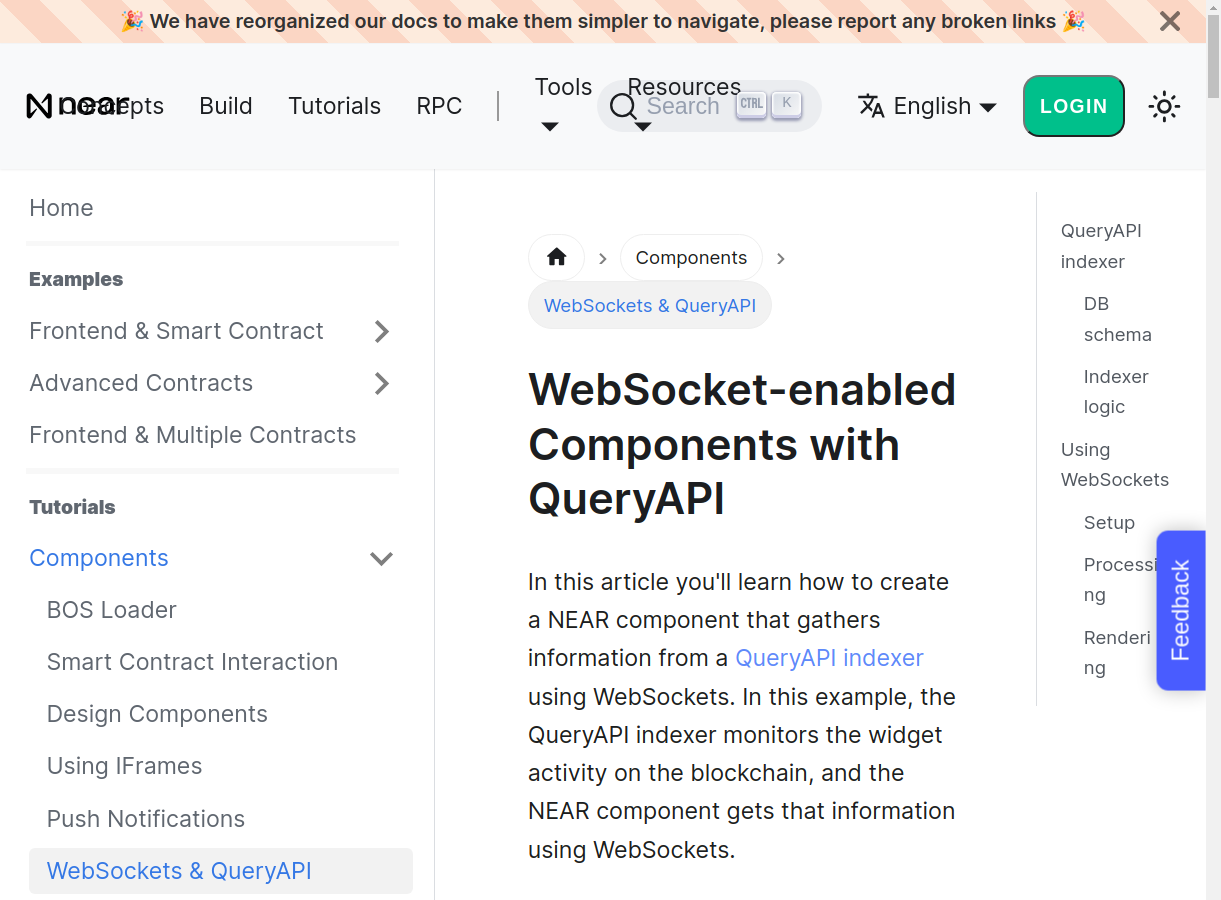 🎉 We have reorganized our docs to make them simpler to navigate, please report any broken links 🎉
near
Concepts
Build
Tutorials
RPC
Tools
Resources
Search
CTRL
K
English
LOGIN
Home
Examples
Frontend & Smart Contract
Advanced Contracts
Frontend & Multiple Contracts
Tutorials
Components
BOS Loader
Smart Contract Interaction
Design Components
Using IFrames
Push Notifications
WebSockets & QueryAPI
Components
WebSockets & QueryAPI
WebSocket-enabled
Components with
QueryAPI
In this article you'll learn how to create
a NEAR component that gathers
information from a QueryAPI indexer
using WebSockets. In this example, the
QueryAPI indexer monitors the widget
activity on the blockchain, and the
NEAR component gets that information
using WebSockets.
QueryAPI
indexer
DB
schema
Indexer
logic
Using
WebSockets
Setup
Processi
ng
Renderi
ng
Feedback